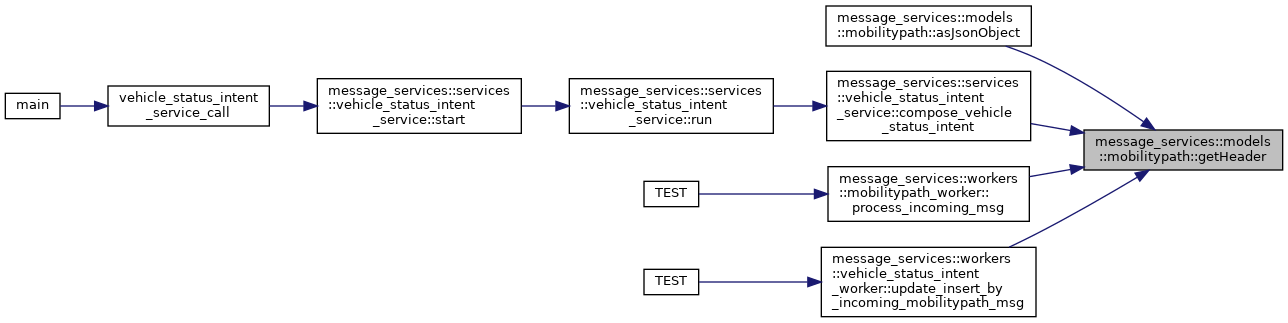 message_services::models
::mobilitypath::asJsonObject
main
vehicle_status_intent
_service_call
message_services::services
::vehicle_status_intent
_service::start
message_services::services
::vehicle_status_intent
_service::run
message_services::services
::vehicle_status_intent
_service::compose_vehicle
_status_intent
message_services::models
::mobilitypath::getHeader
TEST
message_services::workers
::mobilitypath_worker::
process_incoming_msg
TEST
message_services::workers
::vehicle_status_intent
_worker::update_insert_by
_incoming_mobilitypath_msg